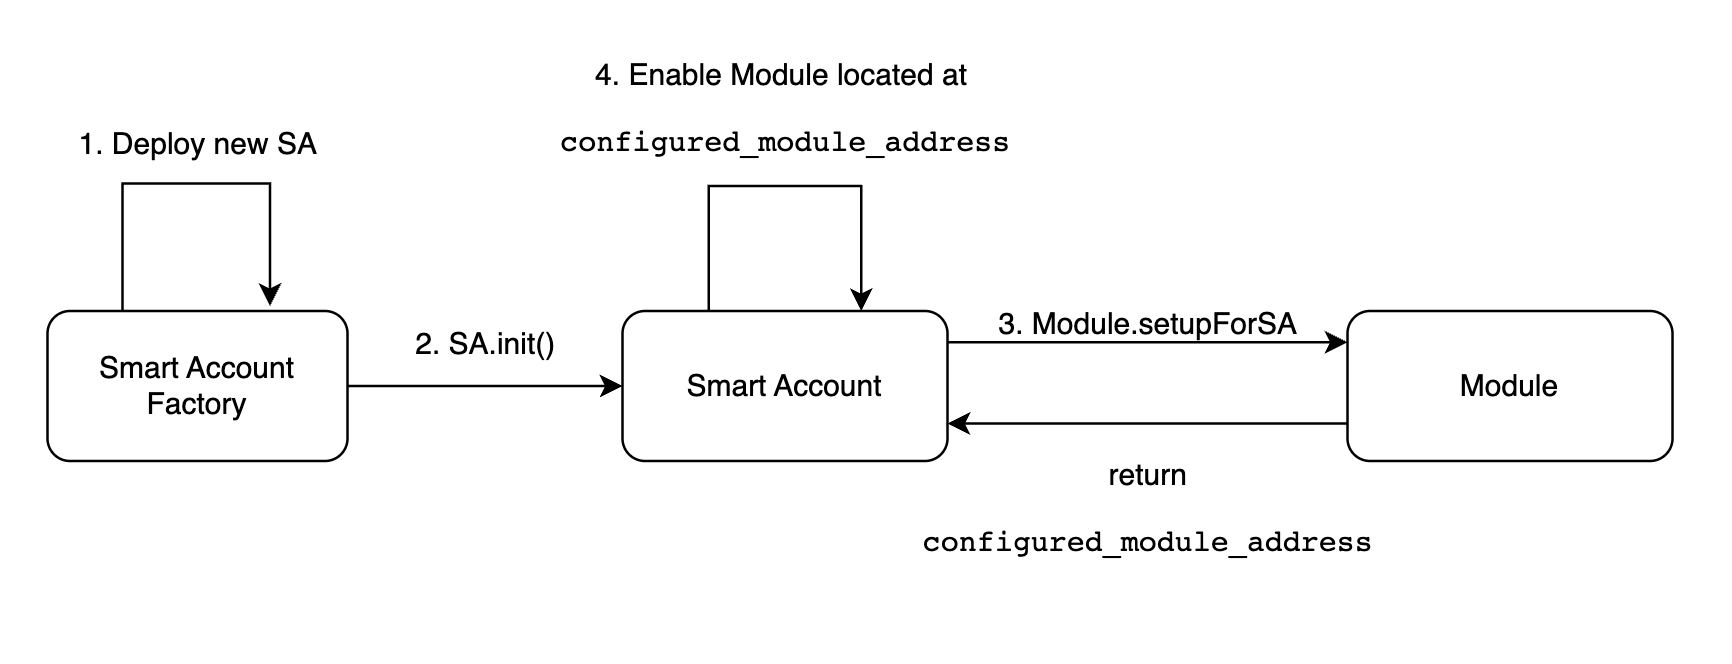 4. Enable Module located at
configured_module_address
1. Deploy new SA
2. SA.init()
3. Module.setupForSA
Smart Account
Factory
Smart Account
Module
return
configured_module_address